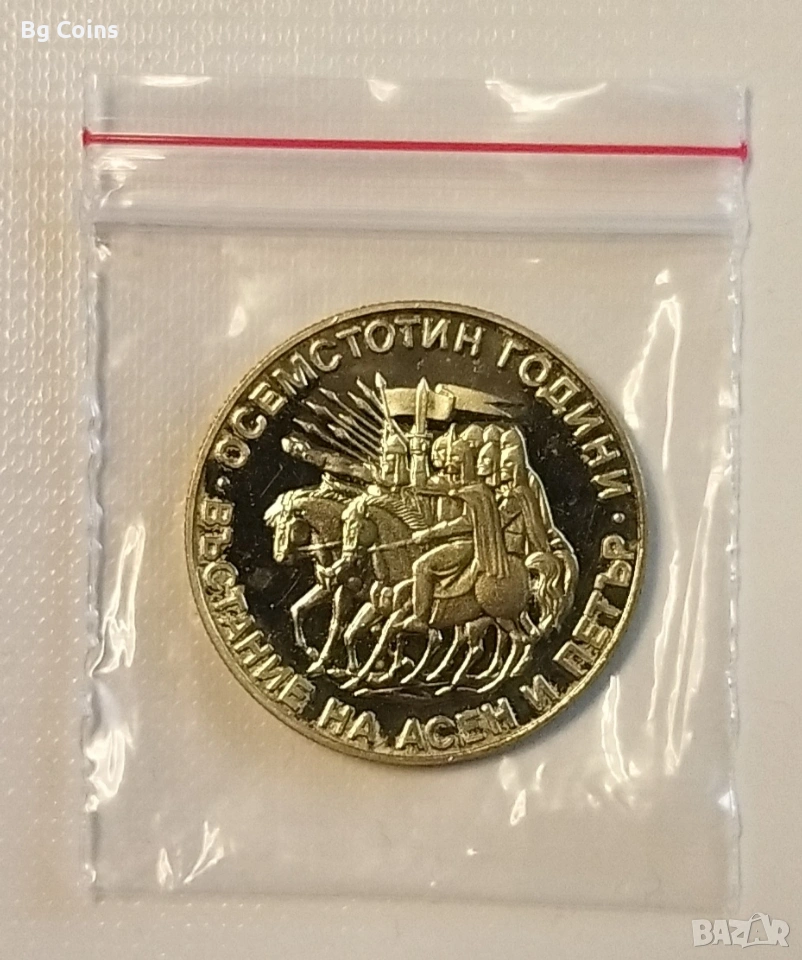 Bg Coins
ОСЕМСТОТИН ГОДИНИ ·
ВЪСТАНИЕ НА АСЕН И ПЕТЪР ·
BAZAR